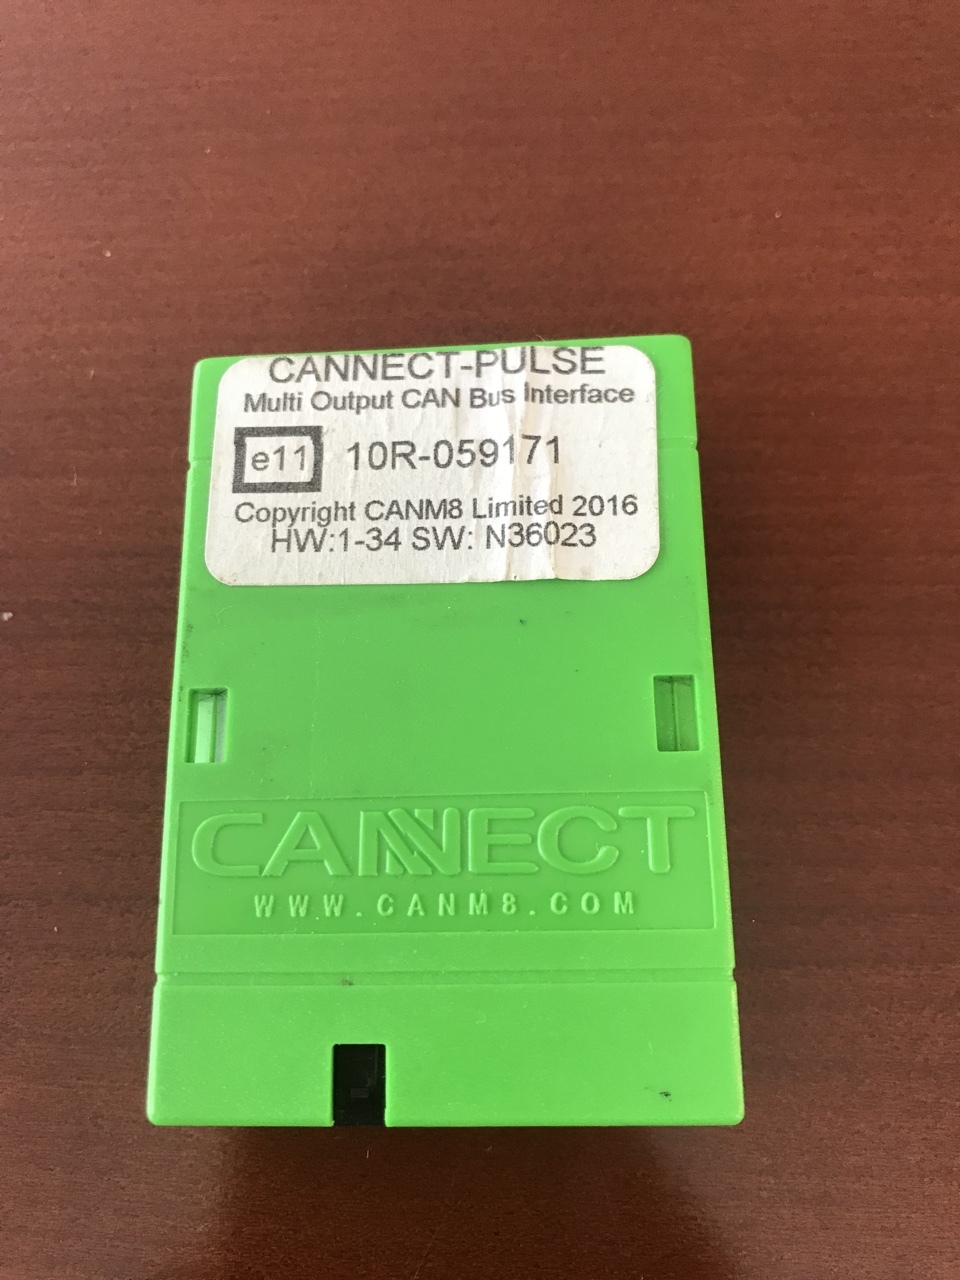 CANNECT-PULSE
Multi Output CAN Bus Interface
e11 10R-059171
Copyright CANM8 Limited 2016
HW:1-34 SW: N36023
CANNECT
WWW.CANM8.COM